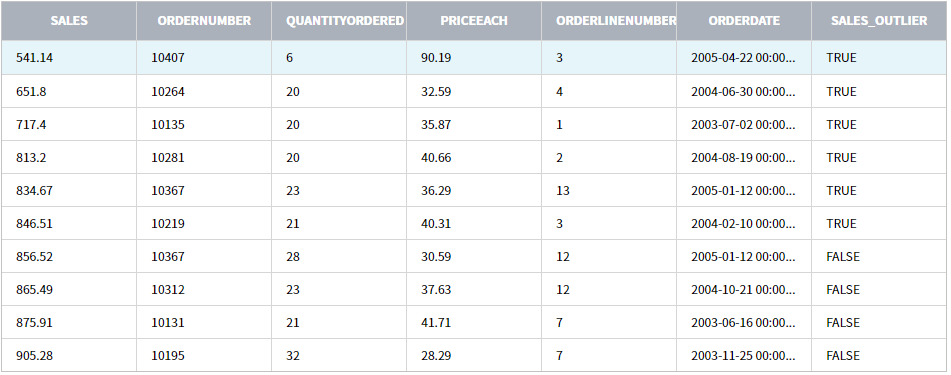 SALES ORDERNUMBER QUANTITYORDERED PRICEEACH ORDERLINENUMBER ORDERDATE SALES_OUTLIER
541.14 10407 6 90.19 3 2005-04-22 00:00... TRUE
651.8 10264 20 32.59 4 2004-06-30 00:00... TRUE
717.4 10135 20 35.87 1 2003-07-02 00:00... TRUE
813.2 10281 20 40.66 2 2004-08-19 00:00... TRUE
834.67 10367 23 36.29 13 2005-01-12 00:00... TRUE
846.51 10219 21 40.31 3 2004-02-10 00:00... TRUE
856.52 10367 28 30.59 12 2005-01-12 00:00... FALSE
865.49 10312 23 37.63 12 2004-10-21 00:00... FALSE
875.91 10131 21 41.71 7 2003-06-16 00:00... FALSE
905.28 10195 32 28.29 7 2003-11-25 00:00... FALSE